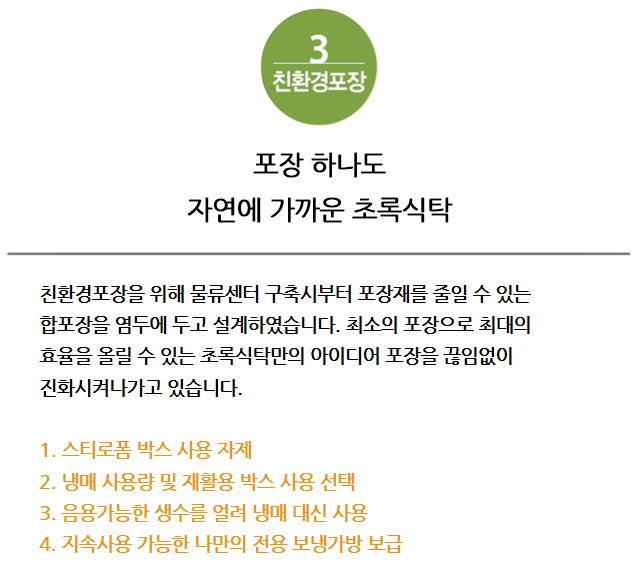 3
친환경포장
포장 하나도
자연에 가까운 초록식탁
친환경포장을 위해 물류센터 구축시부터 포장재를 줄일 수 있는
합포장을 염두에 두고 설계하였습니다. 최소의 포장으로 최대의
효율을 올릴 수 있는 초록식탁만의 아이디어 포장을 끊임없이
진화시켜나가고 있습니다.
1. 스티로폼 박스 사용 자제
2. 냉매 사용량 및 재활용 박스 사용 선택
3. 음용가능한 생수를 얼려 냉매 대신 사용
4. 지속사용 가능한 나만의 전용 보냉가방 보급